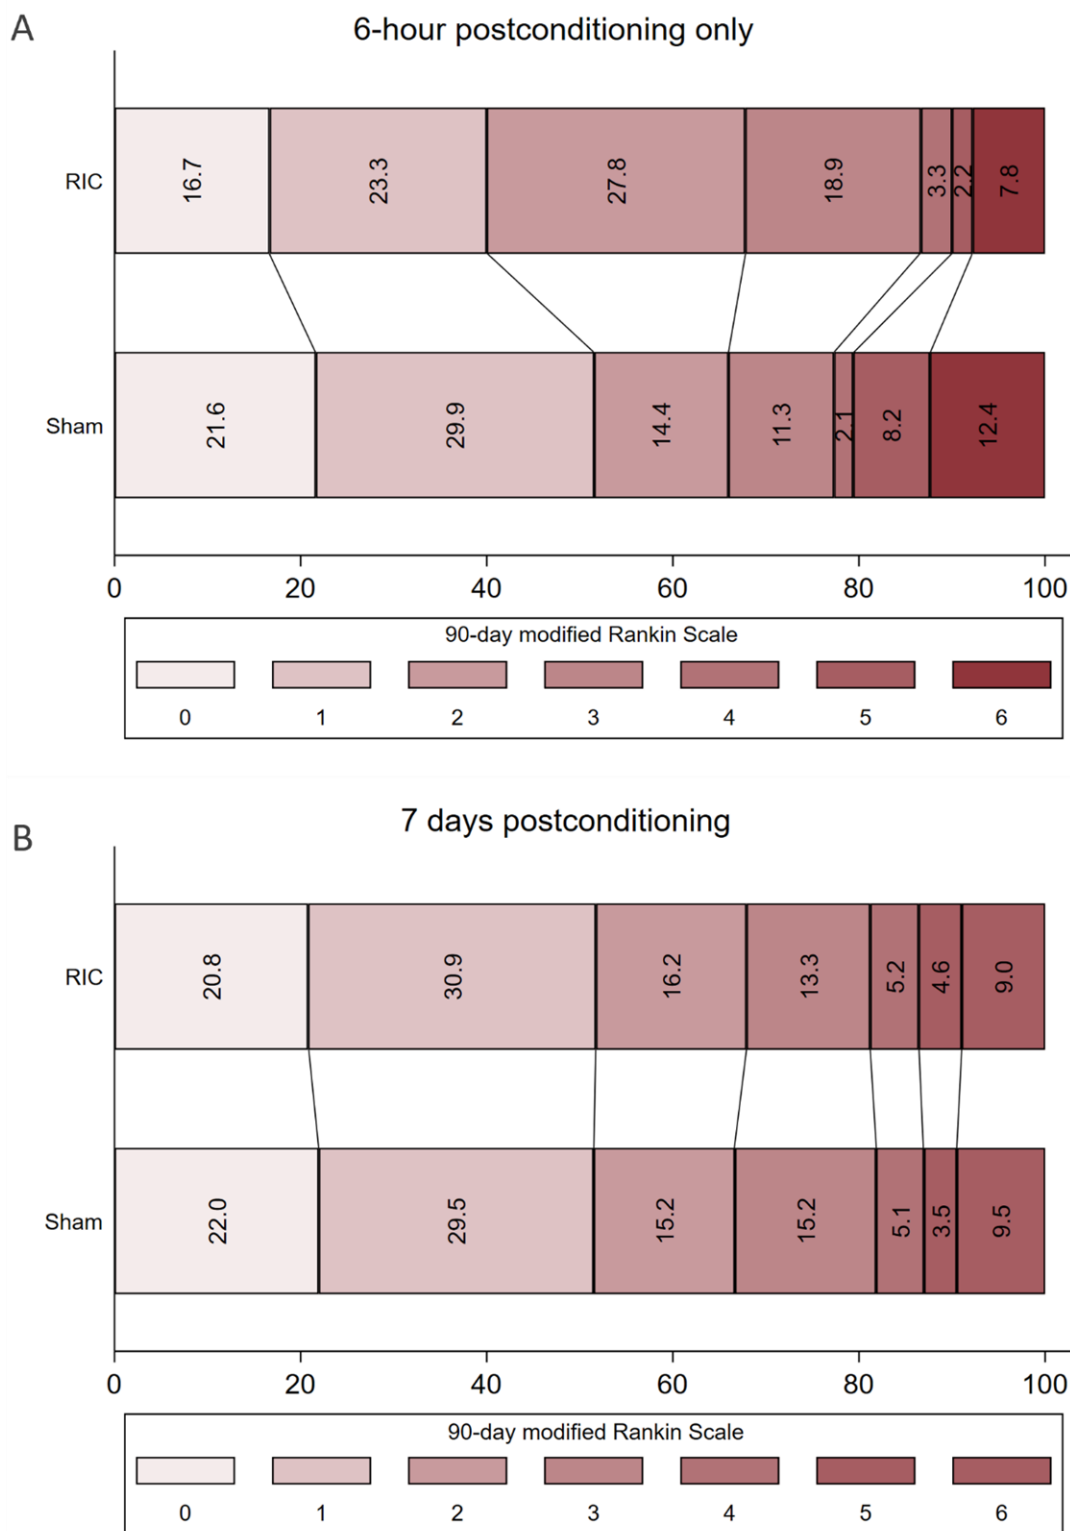 A
6-hour postconditioning only
RIC
16.7
23.3
27.8
18.9
3.3
2.2
7.8
Sham
21.6
29.9
14.4
11.3
2.1
8.2
12.4
0 20 40 60 80 100
90-day modified Rankin Scale
0 1 2 3 4 5 6
B
7 days postconditioning
RIC
20.8
30.9
16.2
13.3
5.2
4.6
9.0
Sham
22.0
29.5
15.2
15.2
5.1
3.5
9.5
0 20 40 60 80 100
90-day modified Rankin Scale
0 1 2 3 4 5 6